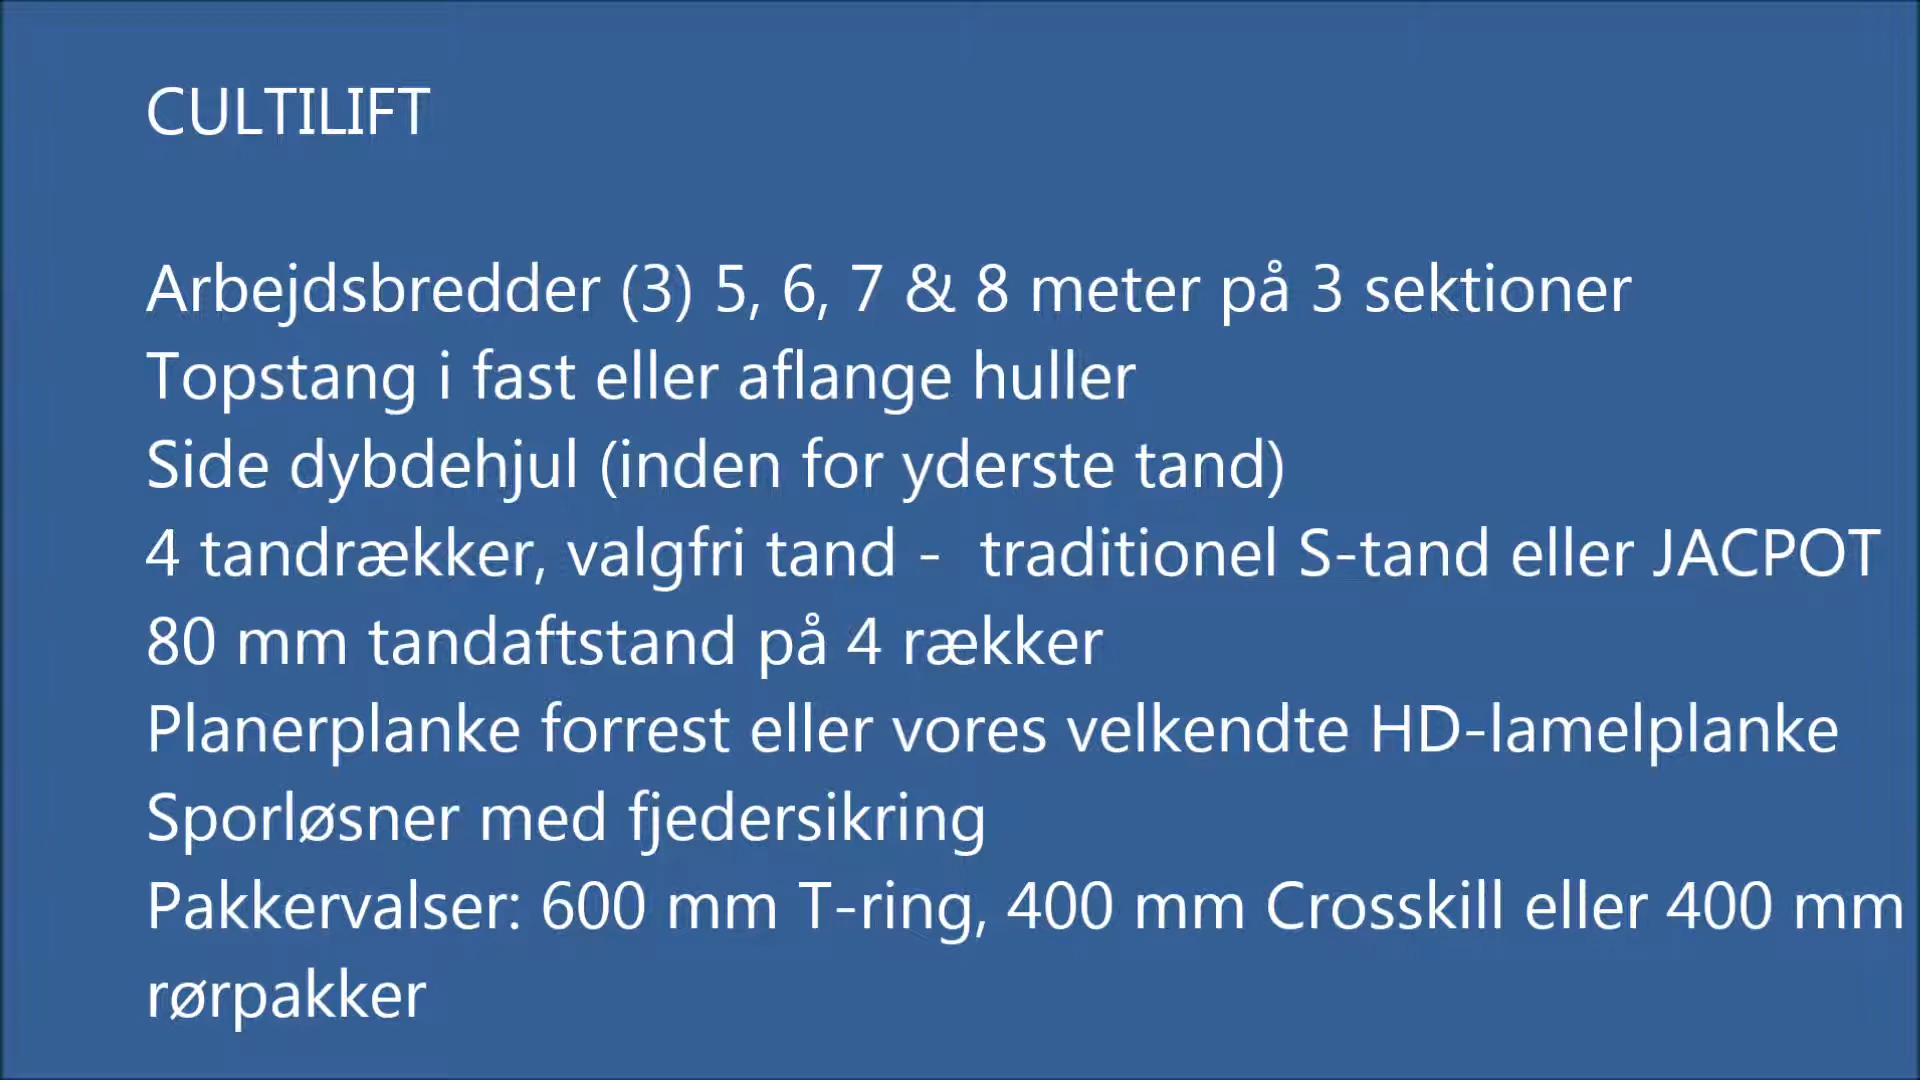 CULTILIFT
Arbejdsbredder (3) 5, 6, 7 & 8 meter på 3 sektioner
Topstang i fast eller aflange huller
Side dybdehjul (inden for yderste tand)
4 tandrækker, valgfri tand -  traditionel S-tand eller JACPOT
80 mm tandaftstand på 4 rækker
Planerplanke forrest eller vores velkendte HD-lamelplanke
Sporløsner med fjedersikring
Pakkervalser: 600 mm T-ring, 400 mm Crosskill eller 400 mm
rørpakker